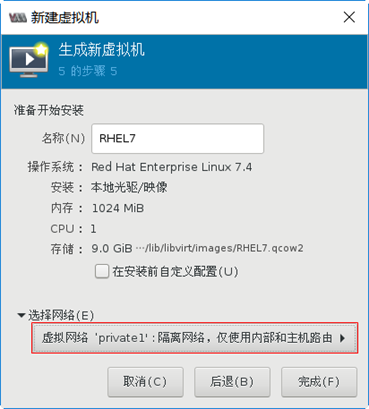 新建虚拟机
生成新虚拟机
5 的步骤 5
准备开始安装
名称(N) RHEL7
操作系统： Red Hat Enterprise Linux 7.4
安装： 本地光驱/映像
内存： 1024 MiB
CPU： 1
存储： 9.0 GiB ···/lib/libvirt/images/RHEL7.qcow2
在安装前自定义配置(U)
选择网络(E)
虚拟网络 'private1'：隔离网络，仅使用内部和主机路由
取消(C) 后退(B) 完成(F)